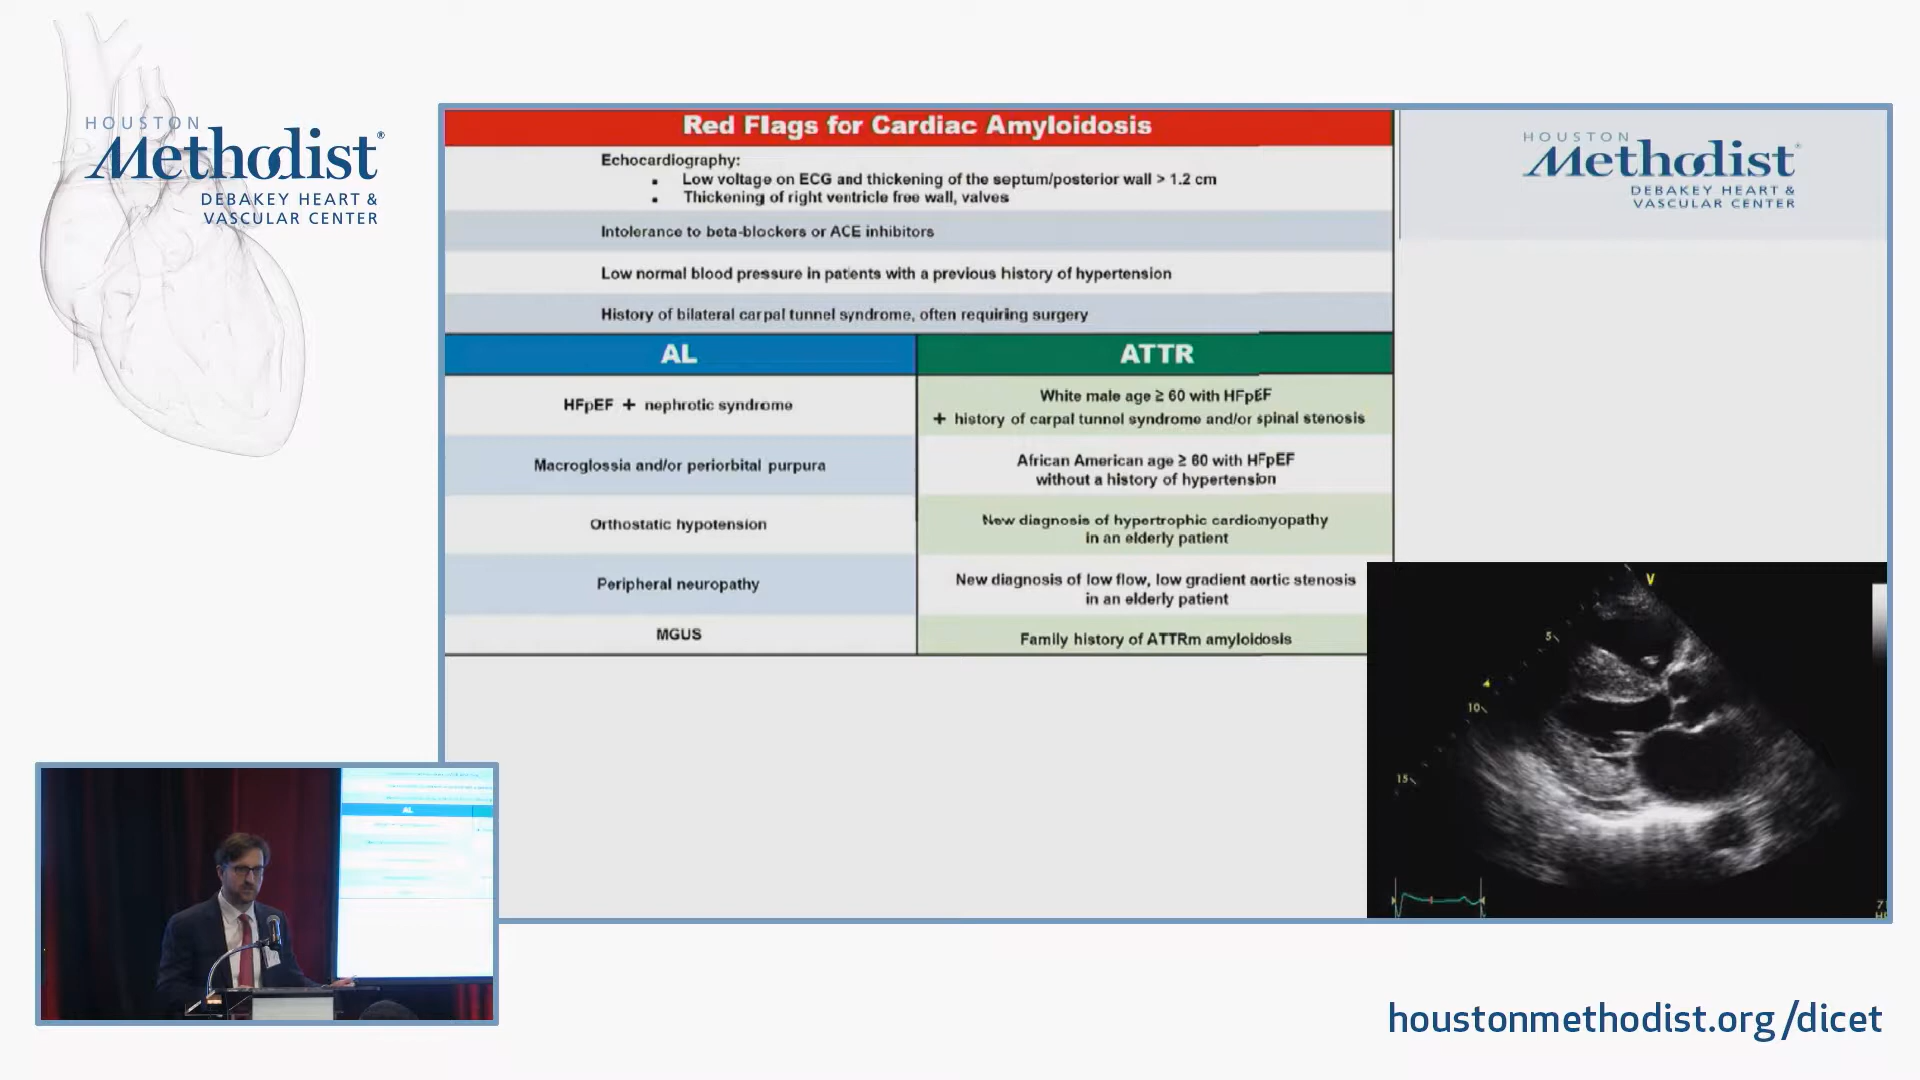 HOUSTON
Methodist®
DEBAKEY HEART &
VASCULAR CENTER
Red Flags for Cardiac Amyloidosis
Echocardiography:
▪ Low voltage on ECG and thickening of the septum/posterior wall > 1.2 cm
▪ Thickening of right ventricle free wall, valves
Intolerance to beta-blockers or ACE inhibitors
Low normal blood pressure in patients with a previous history of hypertension
History of bilateral carpal tunnel syndrome, often requiring surgery
AL
HFpEF + nephrotic syndrome
Macroglossia and/or periorbital purpura
Orthostatic hypotension
Peripheral neuropathy
MGUS
ATTR
White male age ≥ 60 with HFpEF
+ history of carpal tunnel syndrome and/or spinal stenosis
African American age ≥ 60 with HFpEF
without a history of hypertension
New diagnosis of hypertrophic cardiomyopathy
in an elderly patient
New diagnosis of low flow, low gradient aortic stenosis
in an elderly patient
Family history of ATTRm amyloidosis
HOUSTON
Methodist®
DEBAKEY HEART &
VASCULAR CENTER
V
5
10
15
AL
houstonmethodist.org/dicet